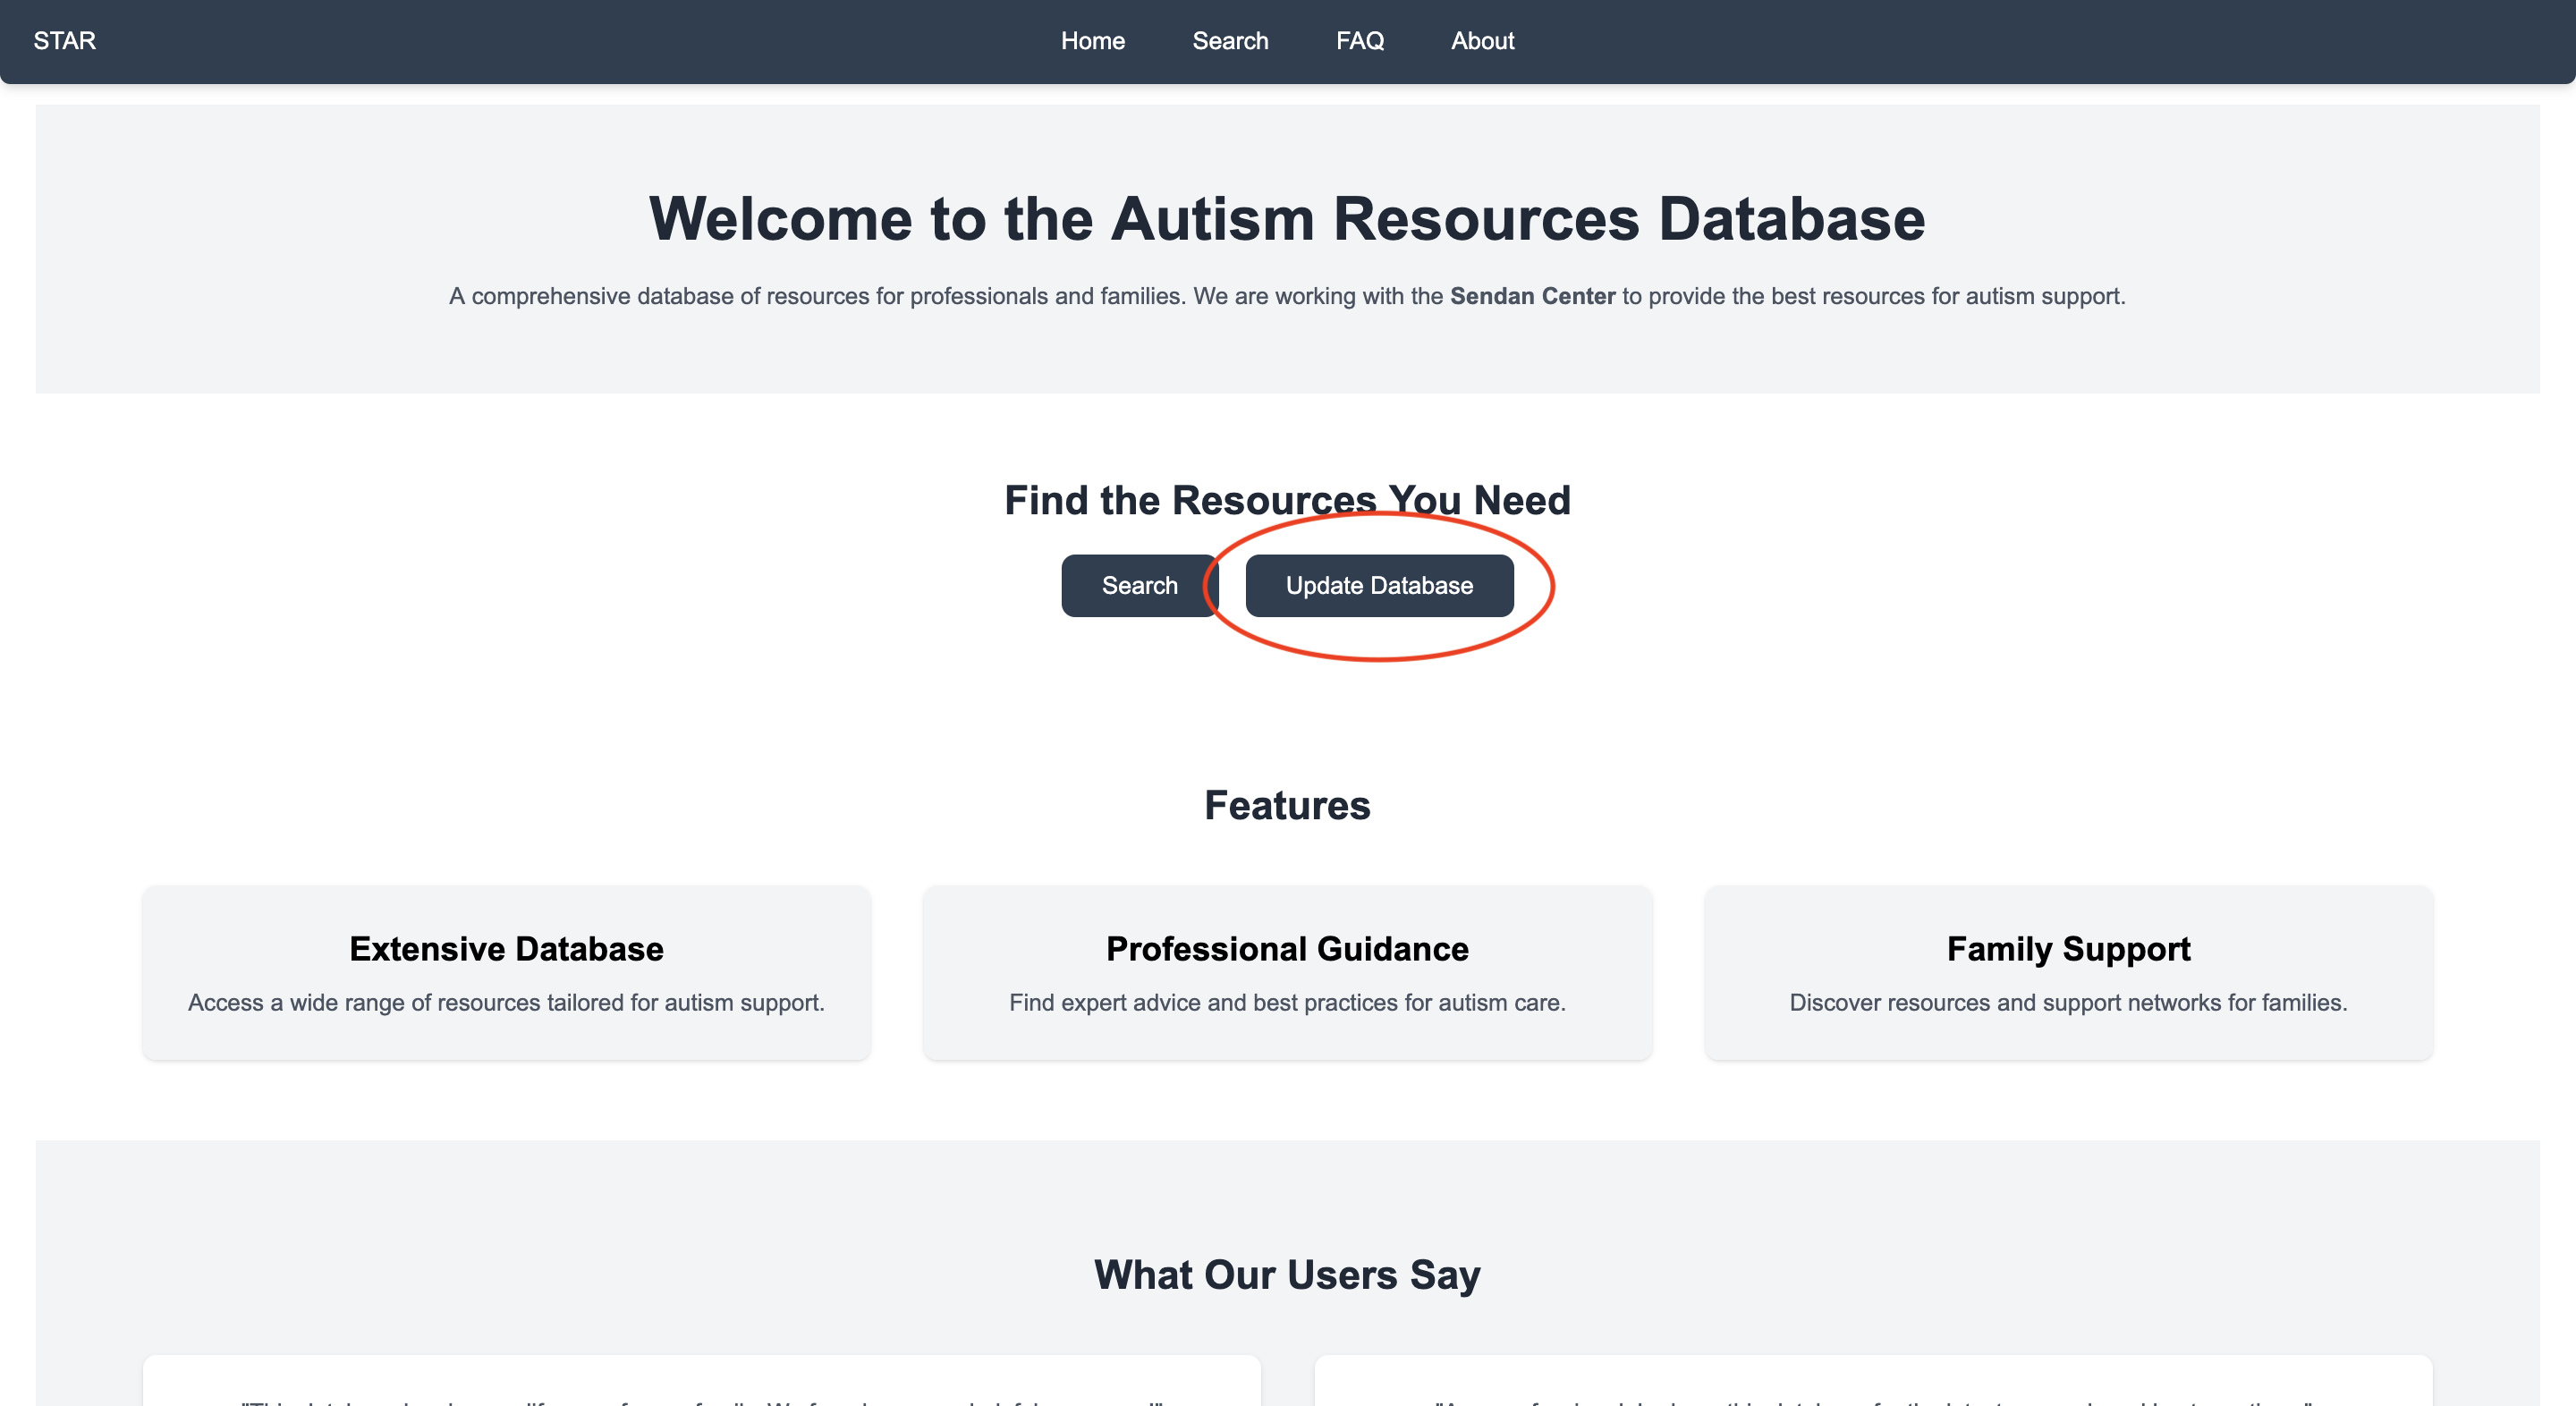 STAR
Home
Search
FAQ
About
Welcome to the Autism Resources Database
A comprehensive database of resources for professionals and families. We are working with the Sendan Center to provide the best resources for autism support.
Find the Resources You Need
Search
Update Database
Features
Extensive Database
Access a wide range of resources tailored for autism support.
Professional Guidance
Find expert advice and best practices for autism care.
Family Support
Discover resources and support networks for families.
What Our Users Say